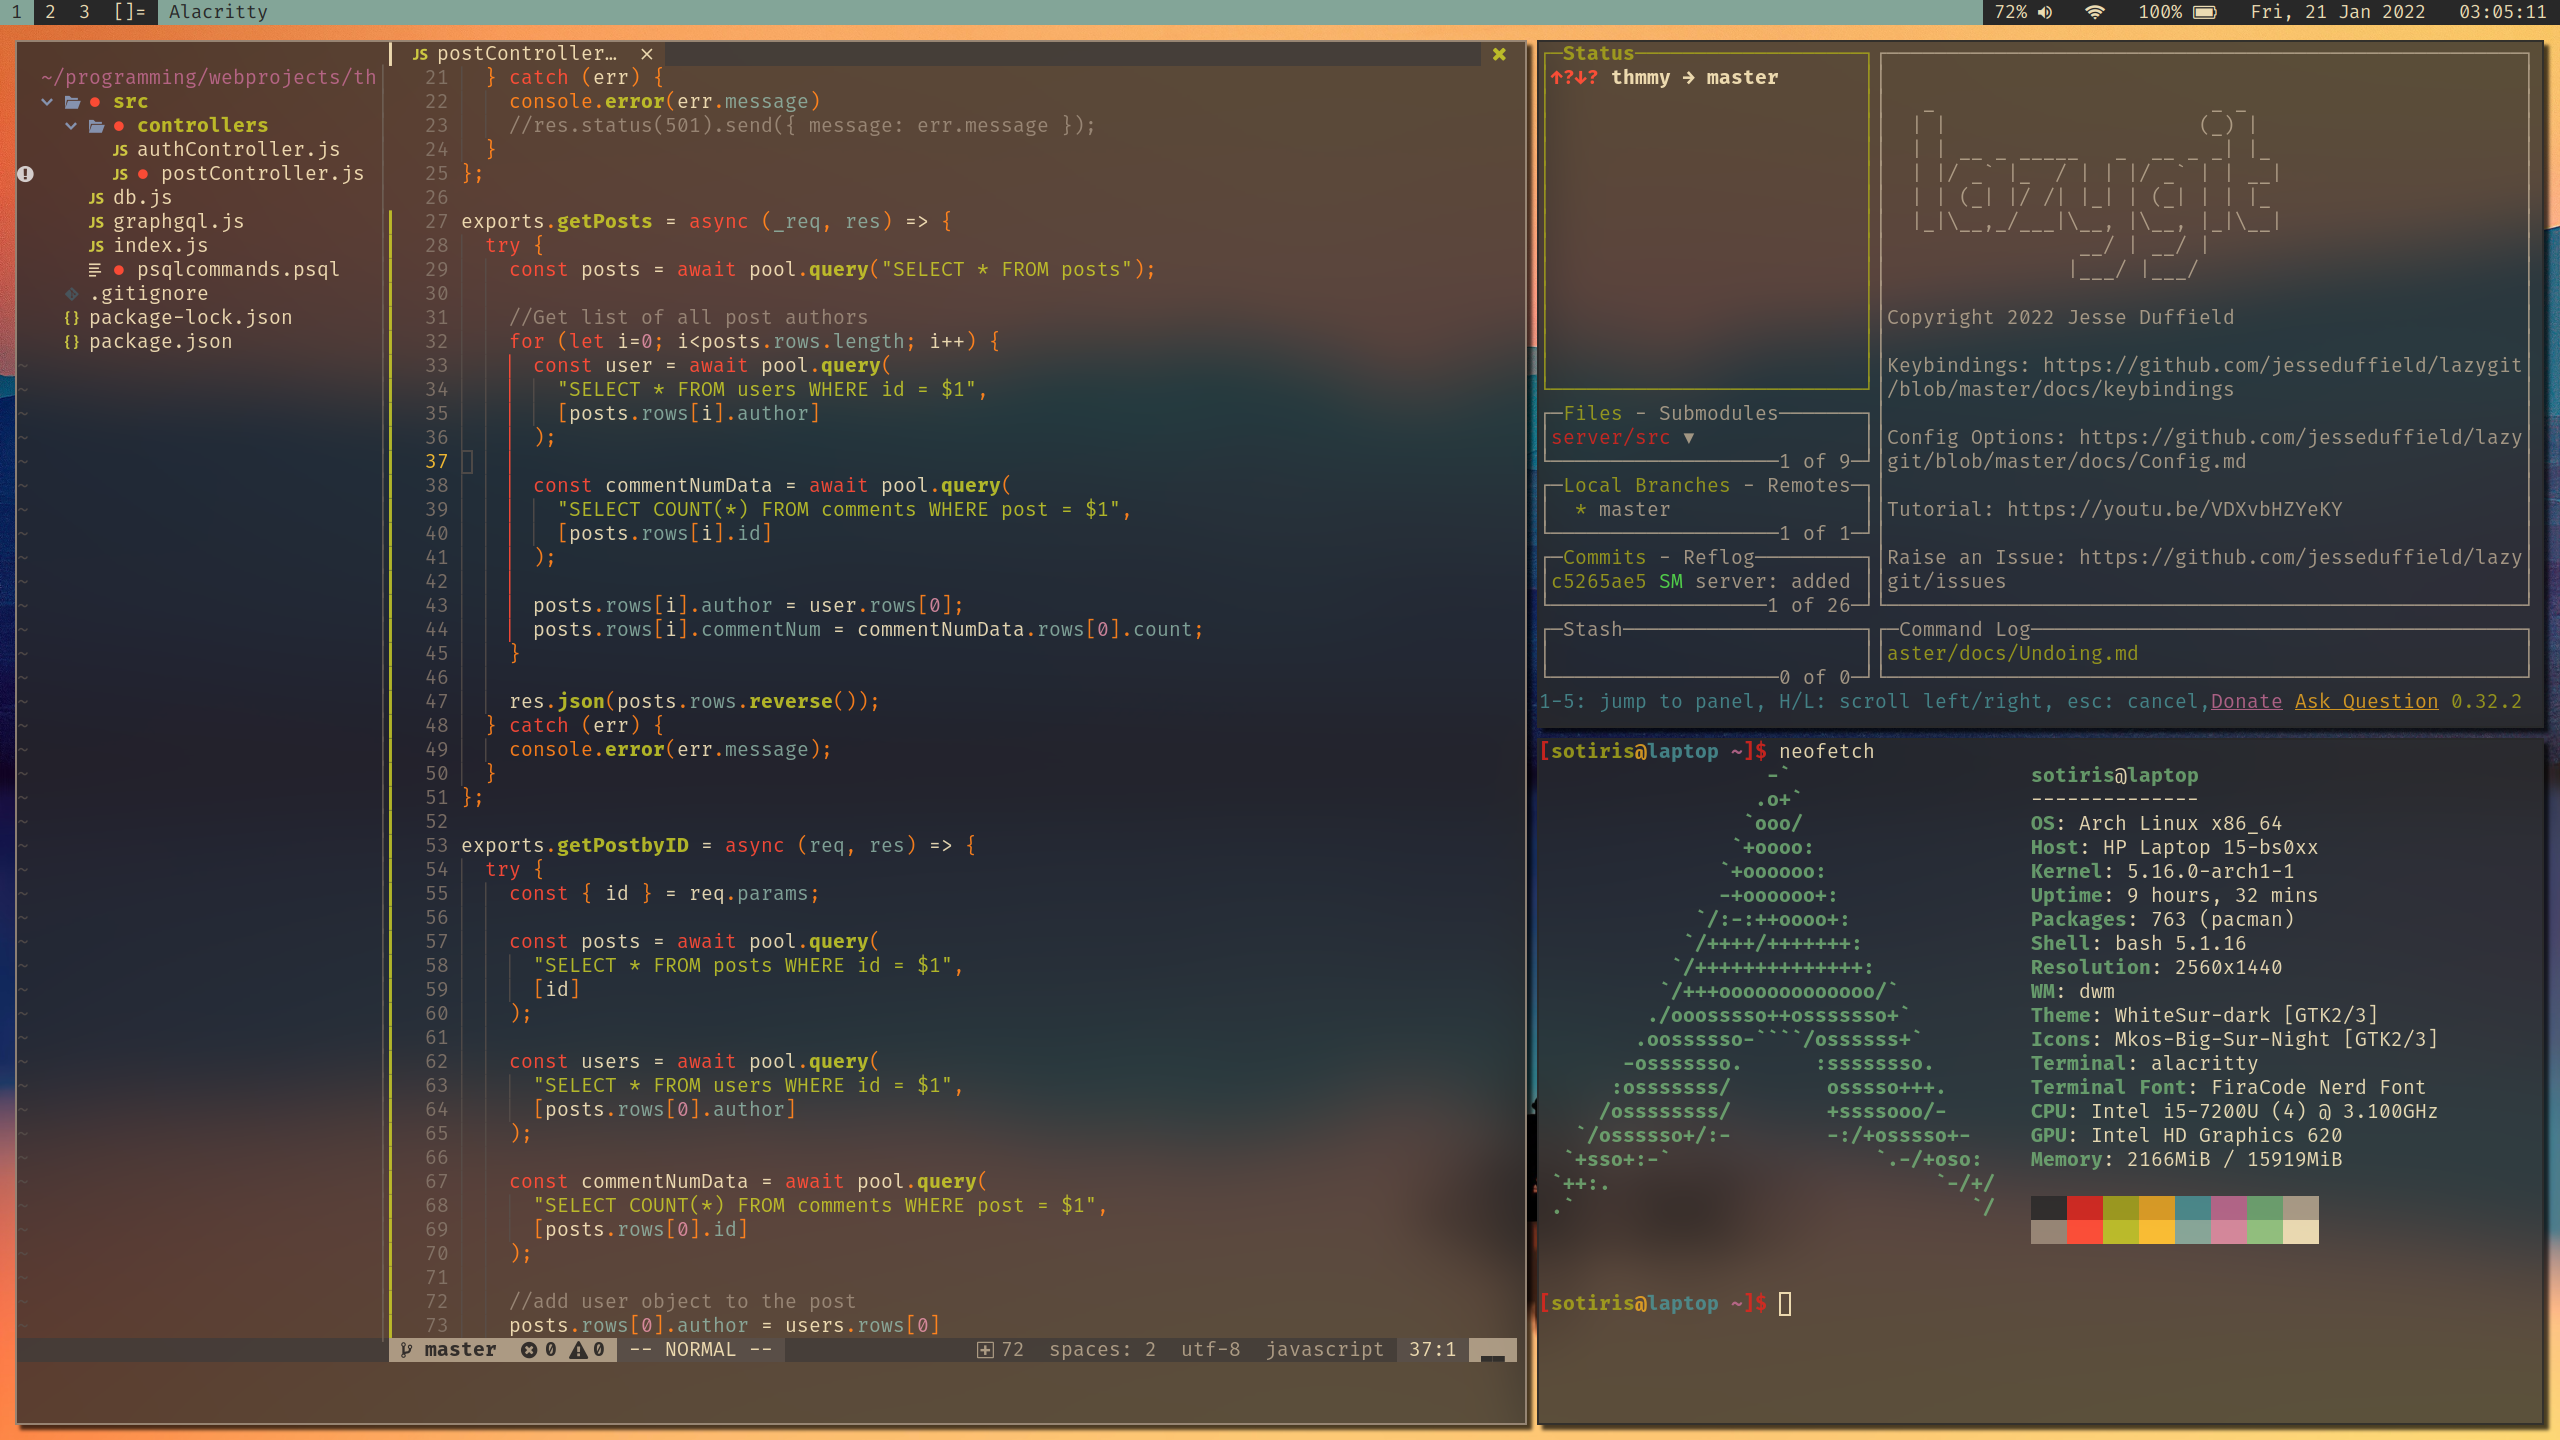 1 2 3 []= Alacritty
72% 100% Fri, 21 Jan 2022 03:05:11
~/programming/webprojects/th
src
controllers
JS authController.js
JS postController.js
JS db.js
JS graphgql.js
JS index.js
psqlcommands.psql
.gitignore
{} package-lock.json
{} package.json
JS postController…
21 } catch (err) {
22 console.error(err.message)
23 //res.status(501).send({ message: err.message });
24 }
25 };
26
27 exports.getPosts = async (_req, res) => {
28 try {
29 const posts = await pool.query("SELECT * FROM posts");
30
31 //Get list of all post authors
32 for (let i=0; i<posts.rows.length; i++) {
33 const user = await pool.query(
34 "SELECT * FROM users WHERE id = $1",
35 [posts.rows[i].author]
36 );
37
38 const commentNumData = await pool.query(
39 "SELECT COUNT(*) FROM comments WHERE post = $1",
40 [posts.rows[i].id]
41 );
42
43 posts.rows[i].author = user.rows[0];
44 posts.rows[i].commentNum = commentNumData.rows[0].count;
45 }
46
47 res.json(posts.rows.reverse());
48 } catch (err) {
49 console.error(err.message);
50 }
51 };
52
53 exports.getPostbyID = async (req, res) => {
54 try {
55 const { id } = req.params;
56
57 const posts = await pool.query(
58 "SELECT * FROM posts WHERE id = $1",
59 [id]
60 );
61
62 const users = await pool.query(
63 "SELECT * FROM users WHERE id = $1",
64 [posts.rows[0].author]
65 );
66
67 const commentNumData = await pool.query(
68 "SELECT COUNT(*) FROM comments WHERE post = $1",
69 [posts.rows[0].id]
70 );
71
72 //add user object to the post
73 posts.rows[0].author = users.rows[0]
master 0 0 -- NORMAL -- 72 spaces: 2 utf-8 javascript 37:1
Status
↑?↓? thmmy → master
Files - Submodules
server/src ▼
1 of 9
Local Branches - Remotes
* master
1 of 1
Commits - Reflog
c5265ae5 SM server: added
1 of 26
Stash
0 of 0
lazygit
Copyright 2022 Jesse Duffield
Keybindings: https://github.com/jesseduffield/lazygit
/blob/master/docs/keybindings
Config Options: https://github.com/jesseduffield/lazy
git/blob/master/docs/Config.md
Tutorial: https://youtu.be/VDXvbHZYeKY
Raise an Issue: https://github.com/jesseduffield/lazy
git/issues
Command Log
aster/docs/Undoing.md
1-5: jump to panel, H/L: scroll left/right, esc: cancel,Donate Ask Question 0.32.2
[sotiris@laptop ~]$ neofetch
sotiris@laptop
--------------
OS: Arch Linux x86_64
Host: HP Laptop 15-bs0xx
Kernel: 5.16.0-arch1-1
Uptime: 9 hours, 32 mins
Packages: 763 (pacman)
Shell: bash 5.1.16
Resolution: 2560x1440
WM: dwm
Theme: WhiteSur-dark [GTK2/3]
Icons: Mkos-Big-Sur-Night [GTK2/3]
Terminal: alacritty
Terminal Font: FiraCode Nerd Font
CPU: Intel i5-7200U (4) @ 3.100GHz
GPU: Intel HD Graphics 620
Memory: 2166MiB / 15919MiB
[sotiris@laptop ~]$